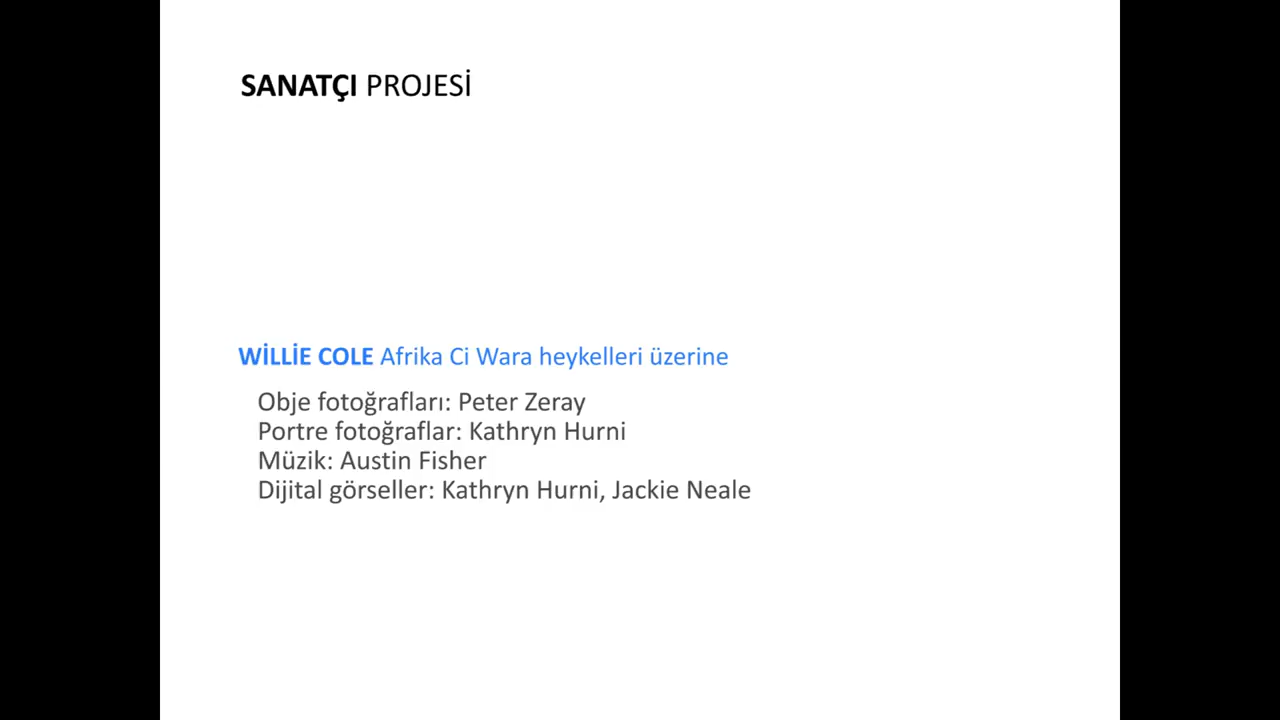 SANATÇI PROJESİ
WİLLİE COLE Afrika Ci Wara heykelleri üzerine
Obje fotoğrafları: Peter Zeray
Portre fotoğraflar: Kathryn Hurni
Müzik: Austin Fisher
Dijital görseller: Kathryn Hurni, Jackie Neale